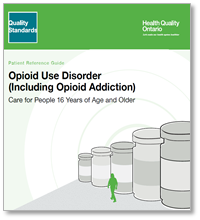 Quality
Standards
Health Quality
Ontario
Patient Reference Guide
Opioid Use Disorder
(Including Opioid Addiction)
Care for People 16 Years of Age and Older